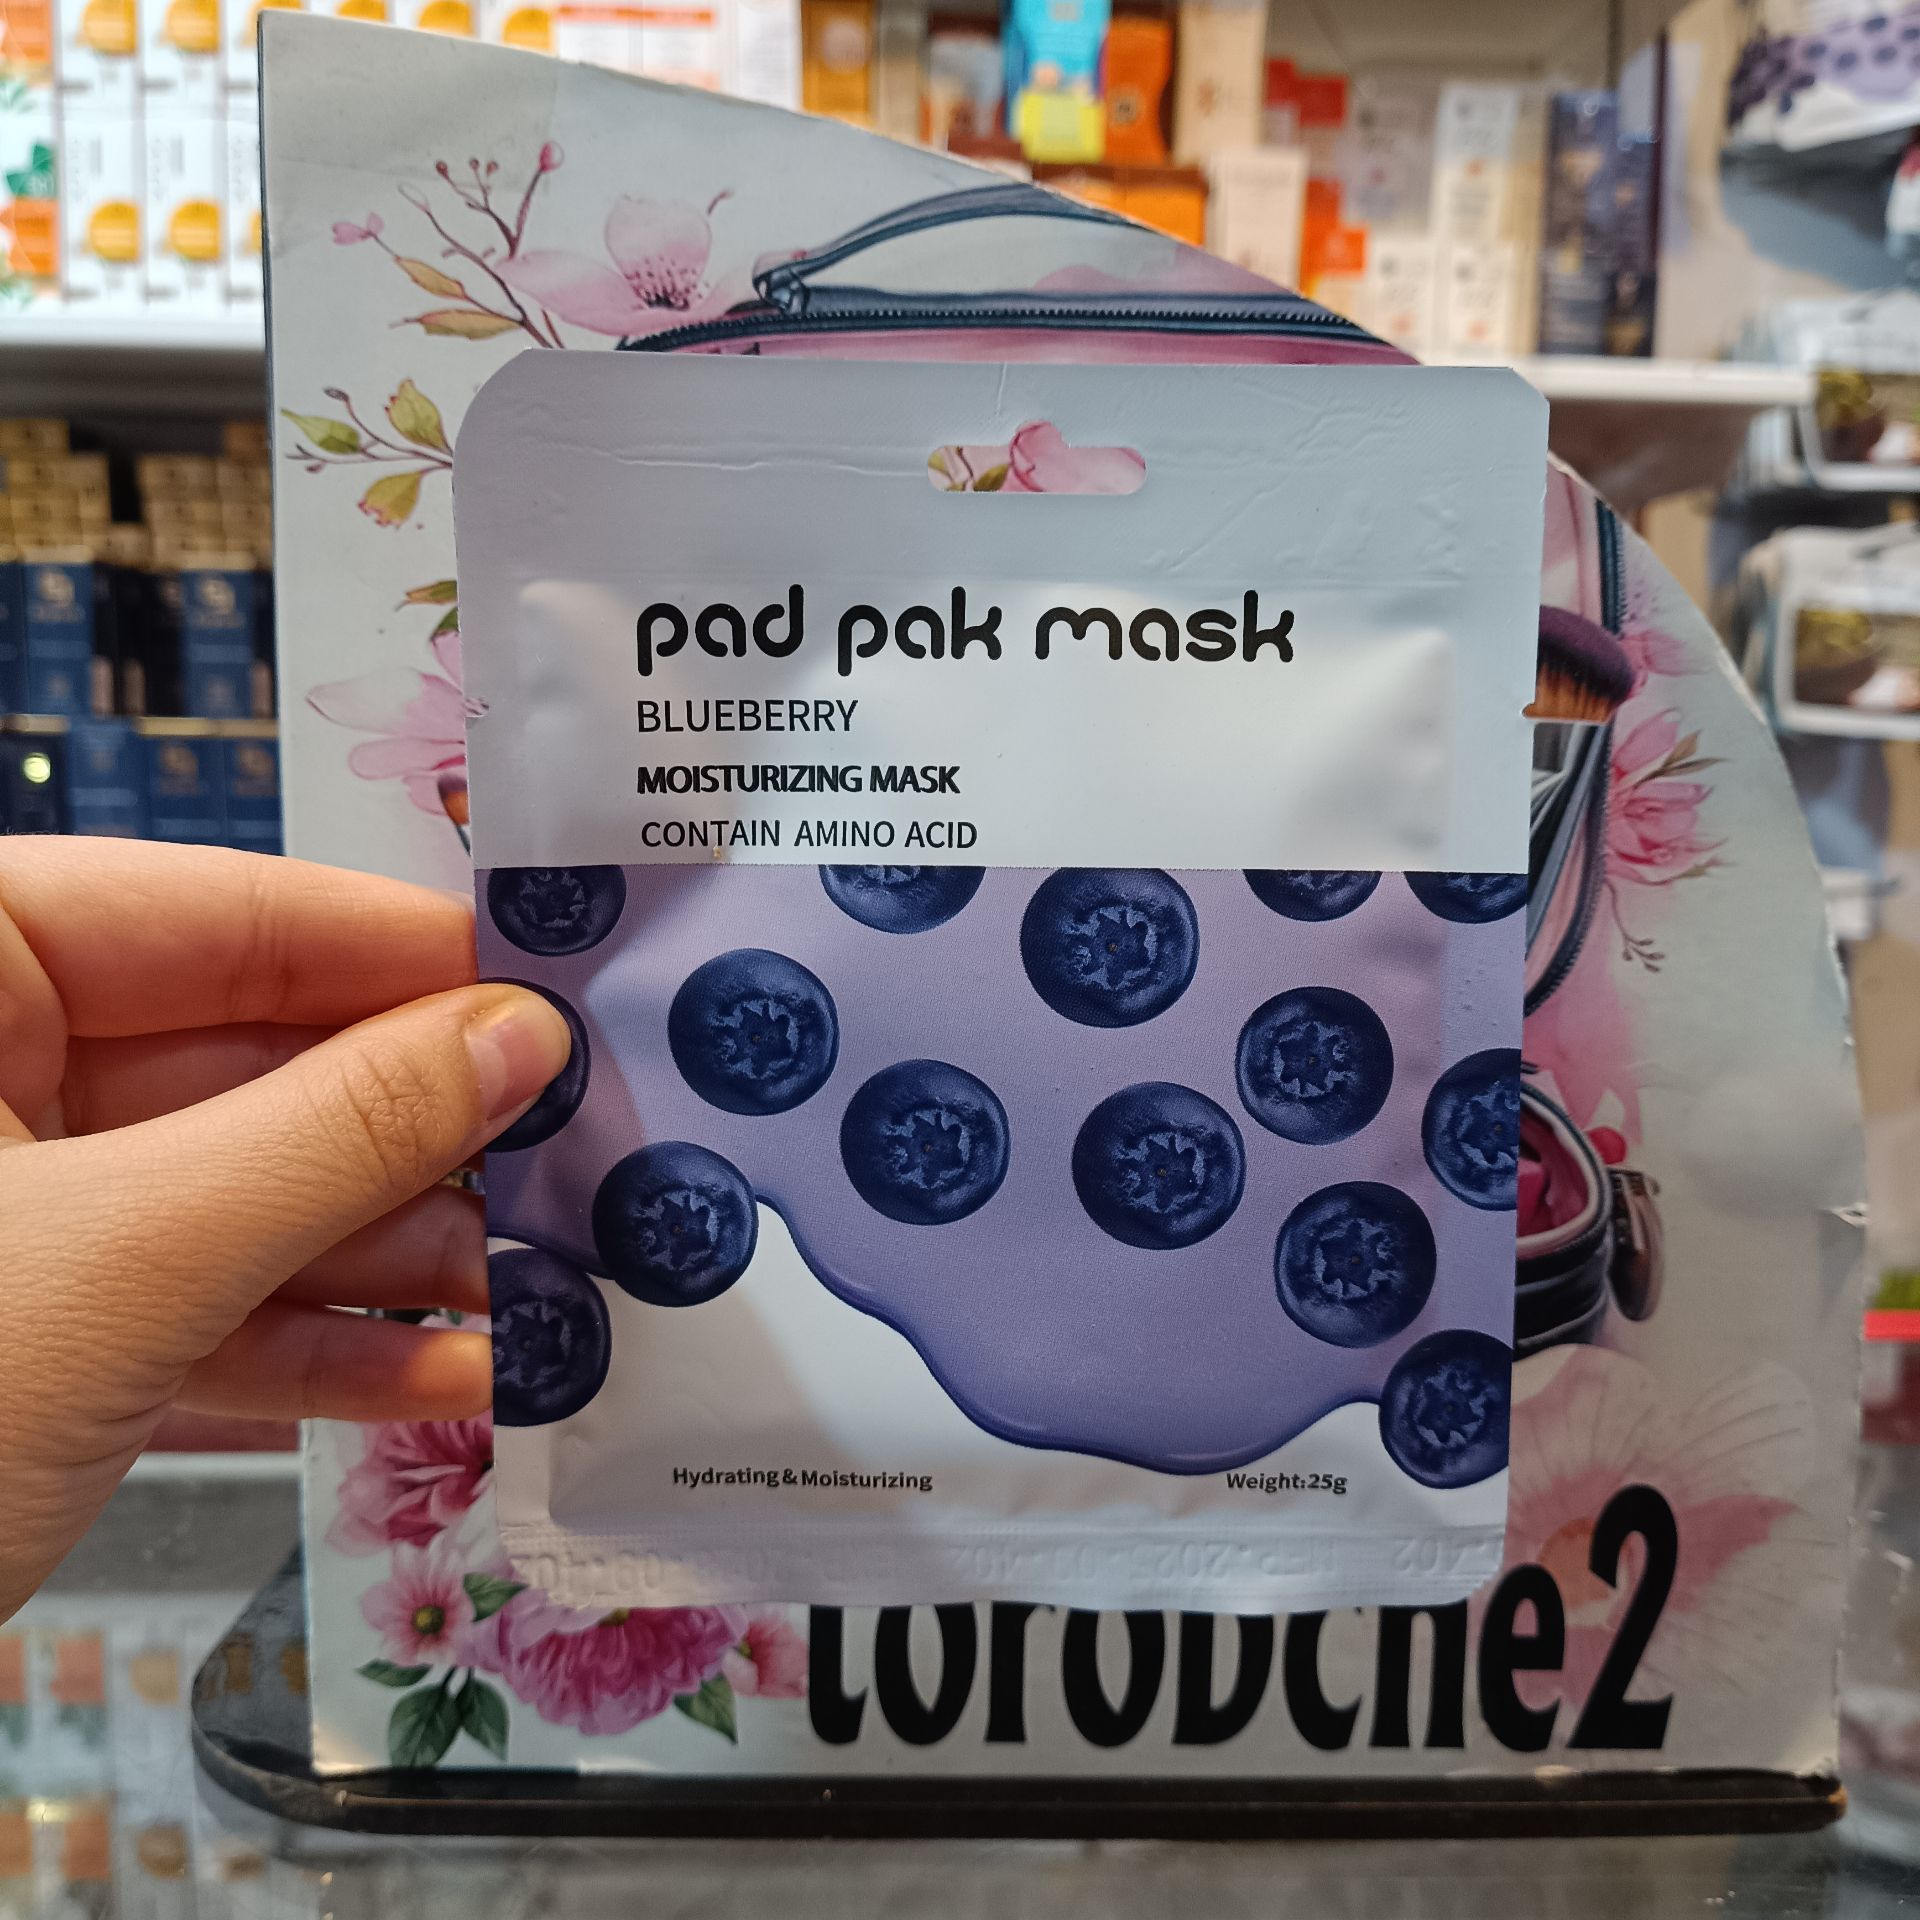 pad pak mask
BLUEBERRY
MOISTURIZING MASK
CONTAIN AMINO ACID
Hydrating & Moisturizing
Weight:25g